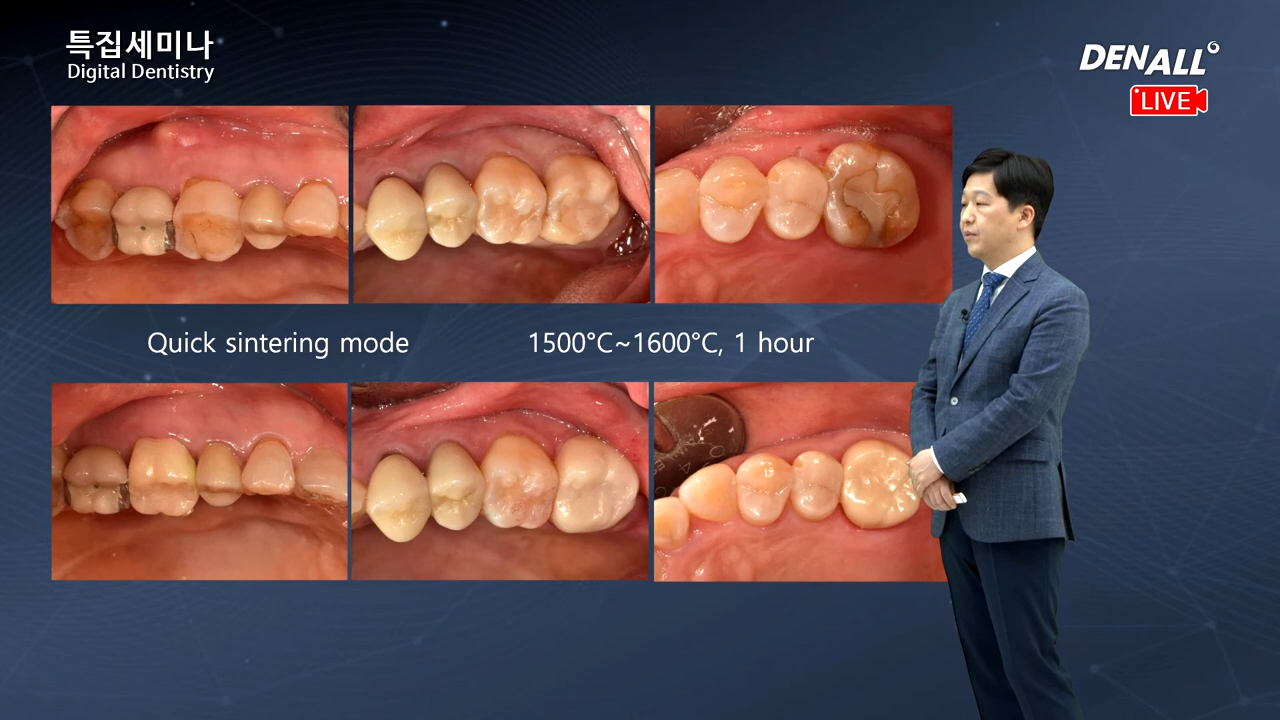 특집세미나
Digital Dentistry
DENALL
LIVE
Quick sintering mode
1500°C~1600°C, 1 hour